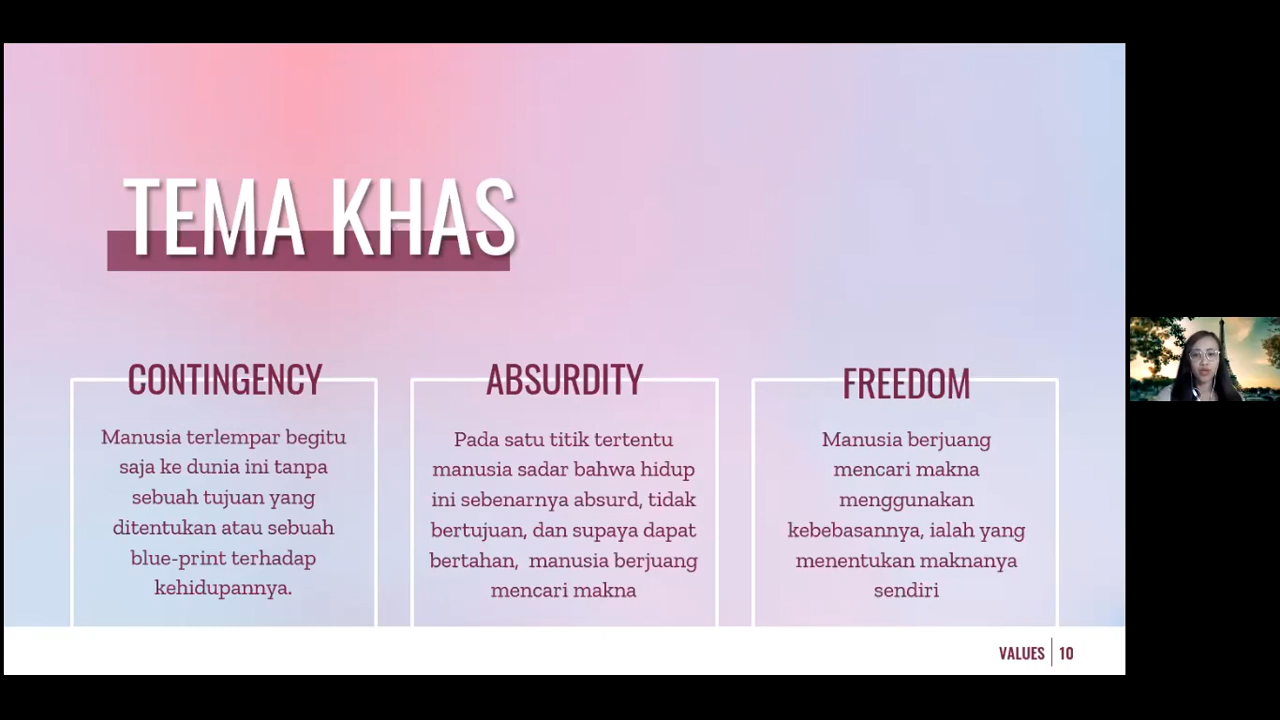 TEMA KHAS
CONTINGENCY
Manusia terlempar begitu
saja ke dunia ini tanpa
sebuah tujuan yang
ditentukan atau sebuah
blue-print terhadap
kehidupannya.
ABSURDITY
Pada satu titik tertentu
manusia sadar bahwa hidup
ini sebenarnya absurd, tidak
bertujuan, dan supaya dapat
bertahan, manusia berjuang
mencari makna
FREEDOM
Manusia berjuang
mencari makna
menggunakan
kebebasannya, ialah yang
menentukan maknanya
sendiri
VALUES 10